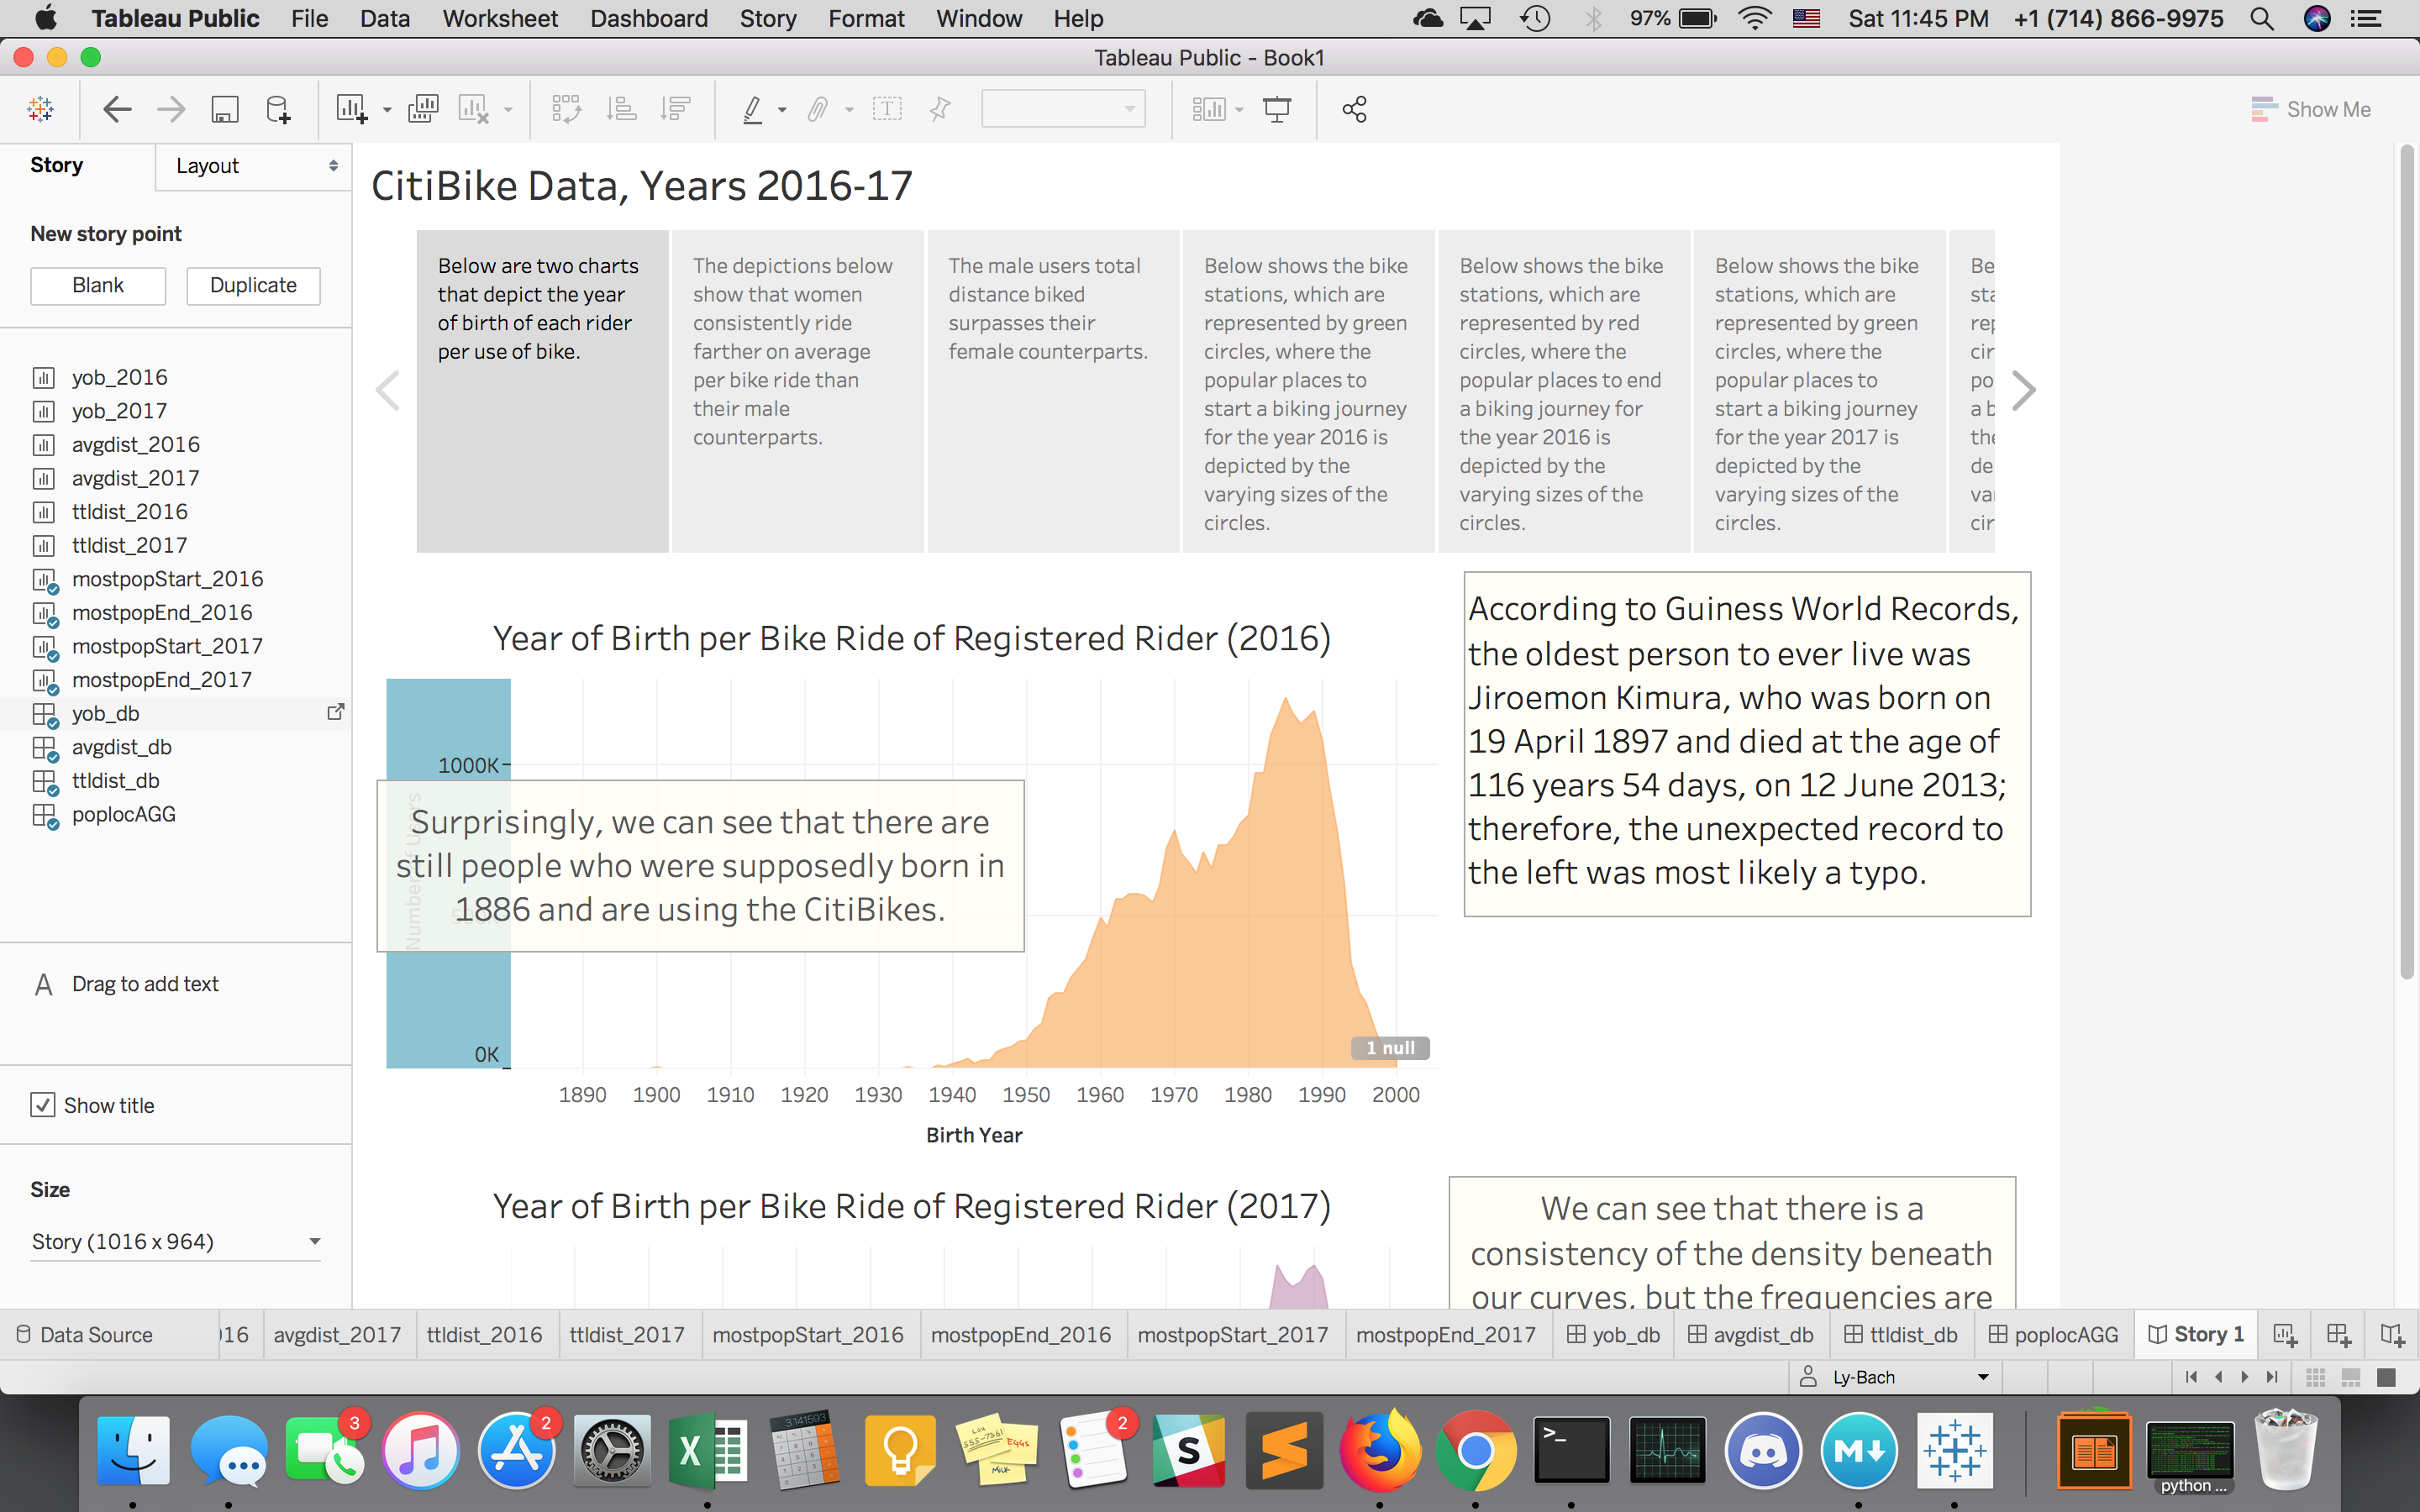 Tableau Public File Data Worksheet Dashboard Story Format Window Help 97% Sat 11:45 PM +1 (714) 866-9975
Tableau Public - Book1
Show Me
Story Layout
New story point
Blank Duplicate
yob_2016
yob_2017
avgdist_2016
avgdist_2017
ttldist_2016
ttldist_2017
mostpopStart_2016
mostpopEnd_2016
mostpopStart_2017
mostpopEnd_2017
yob_db
avgdist_db
ttldist_db
poplocAGG
A Drag to add text
Show title
Size
Story (1016 x 964)
CitiBike Data, Years 2016-17
Below are two charts
that depict the year
of birth of each rider
per use of bike.
The depictions below
show that women
consistently ride
farther on average
per bike ride than
their male
counterparts.
The male users total
distance biked
surpasses their
female counterparts.
Below shows the bike
stations, which are
represented by green
circles, where the
popular places to
start a biking journey
for the year 2016 is
depicted by the
varying sizes of the
circles.
Below shows the bike
stations, which are
represented by red
circles, where the
popular places to end
a biking journey for
the year 2016 is
depicted by the
varying sizes of the
circles.
Below shows the bike
stations, which are
represented by green
circles, where the
popular places to
start a biking journey
for the year 2017 is
depicted by the
varying sizes of the
circles.
Be
sta
rep
cir
po
a b
the
de
va
cir
Year of Birth per Bike Ride of Registered Rider (2016)
1000K
0K
Number of Users
Surprisingly, we can see that there are
still people who were supposedly born in
1886 and are using the CitiBikes.
1 null
1890 1900 1910 1920 1930 1940 1950 1960 1970 1980 1990 2000
Birth Year
According to Guiness World Records,
the oldest person to ever live was
Jiroemon Kimura, who was born on
19 April 1897 and died at the age of
116 years 54 days, on 12 June 2013;
therefore, the unexpected record to
the left was most likely a typo.
Year of Birth per Bike Ride of Registered Rider (2017)
We can see that there is a
consistency of the density beneath
our curves, but the frequencies are
Data Source 16 avgdist_2017 ttldist_2016 ttldist_2017 mostpopStart_2016 mostpopEnd_2016 mostpopStart_2017 mostpopEnd_2017 yob_db avgdist_db ttldist_db poplocAGG Story 1
Ly-Bach
3
2
3.141593
EGGS
MILK
2
S
M
python ...